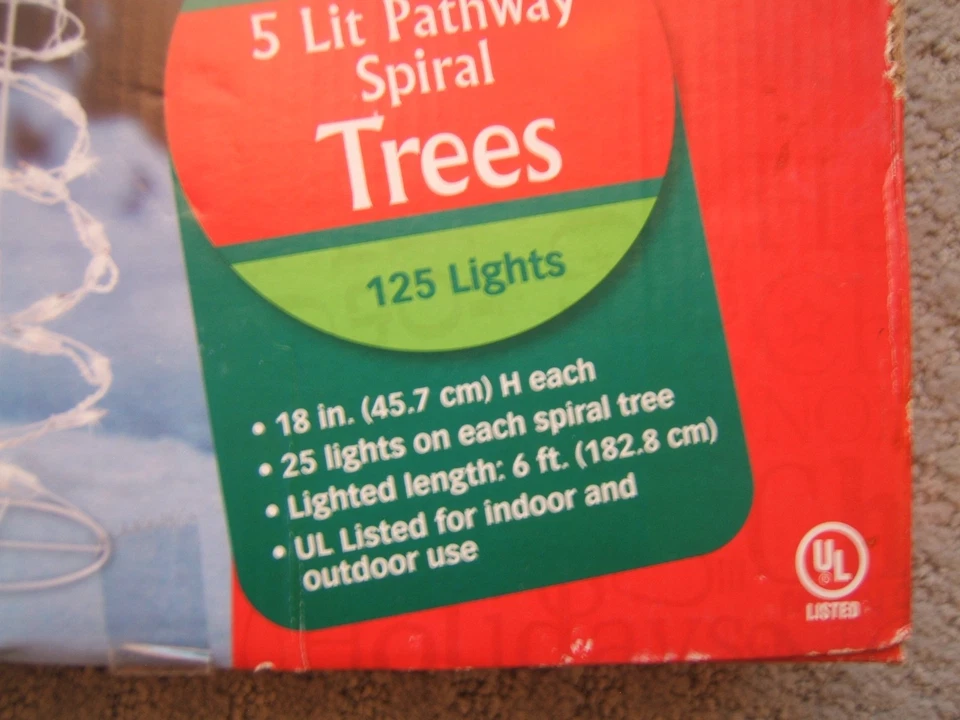 5 Lit Pathway
Spiral
Trees
125 Lights
• 18 in. (45.7 cm) H each
• 25 lights on each spiral tree
• Lighted length: 6 ft. (182.8 cm)
• UL Listed for indoor and
outdoor use
UL
LISTED
Holidays